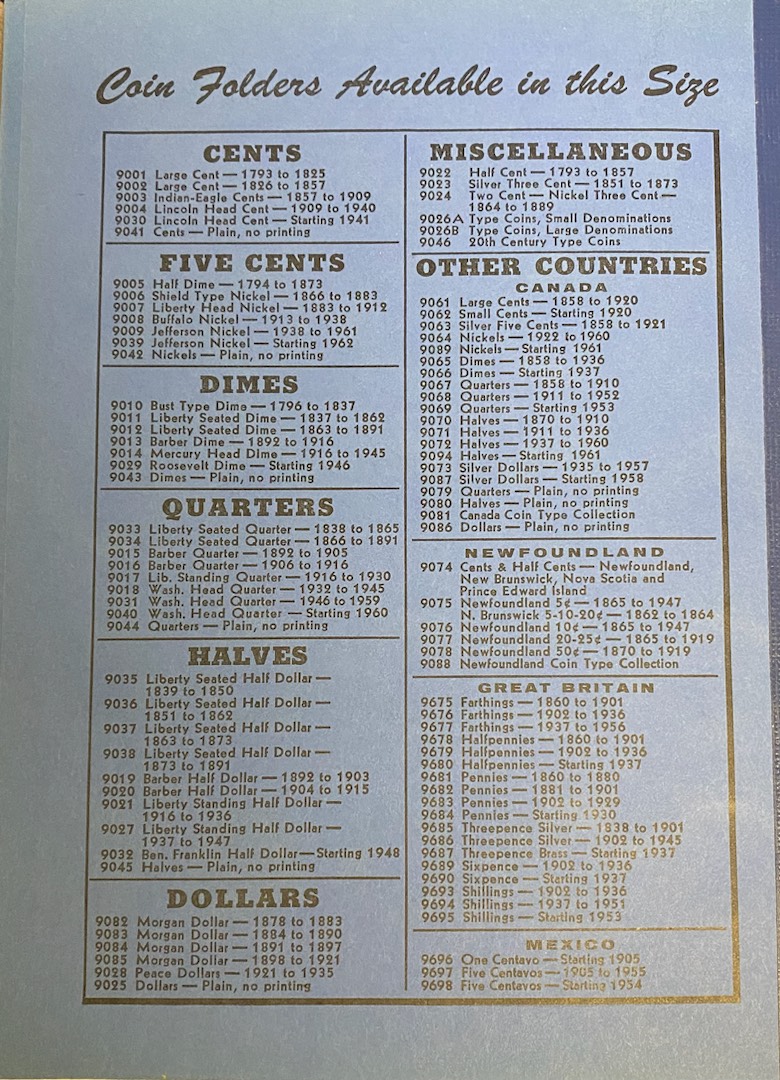 Coin Folders Available in this Size
CENTS
9001 Large Cent — 1793 to 1825
9002 Large Cent — 1826 to 1857
9003 Indian-Eagle Cents — 1857 to 1909
9004 Lincoln Head Cent — 1909 to 1940
9030 Lincoln Head Cent — Starting 1941
9041 Cents — Plain, no printing
FIVE CENTS
9005 Half Dime — 1794 to 1873
9006 Shield Type Nickel — 1866 to 1883
9007 Liberty Head Nickel — 1883 to 1912
9008 Buffalo Nickel — 1913 to 1938
9009 Jefferson Nickel — 1938 to 1961
9039 Jefferson Nickel — Starting 1962
9042 Nickels — Plain, no printing
DIMES
9010 Bust Type Dime — 1796 to 1837
9011 Liberty Seated Dime — 1837 to 1862
9012 Liberty Seated Dime — 1863 to 1891
9013 Barber Dime — 1892 to 1916
9014 Mercury Head Dime — 1916 to 1945
9029 Roosevelt Dime — Starting 1946
9043 Dimes — Plain, no printing
QUARTERS
9033 Liberty Seated Quarter — 1838 to 1865
9034 Liberty Seated Quarter — 1866 to 1891
9015 Barber Quarter — 1892 to 1905
9016 Barber Quarter — 1906 to 1916
9017 Lib. Standing Quarter — 1916 to 1930
9018 Wash. Head Quarter — 1932 to 1945
9031 Wash. Head Quarter — 1946 to 1959
9040 Wash. Head Quarter — Starting 1960
9044 Quarters — Plain, no printing
HALVES
9035 Liberty Seated Half Dollar —
1839 to 1850
9036 Liberty Seated Half Dollar —
1851 to 1862
9037 Liberty Seated Half Dollar —
1863 to 1873
9038 Liberty Seated Half Dollar —
1873 to 1891
9019 Barber Half Dollar — 1892 to 1903
9020 Barber Half Dollar — 1904 to 1915
9021 Liberty Standing Half Dollar —
1916 to 1936
9027 Liberty Standing Half Dollar —
1937 to 1947
9032 Ben. Franklin Half Dollar — Starting 1948
9045 Halves — Plain, no printing
DOLLARS
9082 Morgan Dollar — 1878 to 1883
9083 Morgan Dollar — 1884 to 1890
9084 Morgan Dollar — 1891 to 1897
9085 Morgan Dollar — 1898 to 1921
9028 Peace Dollars — 1921 to 1935
9025 Dollars — Plain, no printing
MISCELLANEOUS
9022 Half Cent — 1793 to 1857
9023 Silver Three Cent — 1851 to 1873
9024 Two Cent — Nickel Three Cent —
1864 to 1889
9026A Type Coins, Small Denominations
9026B Type Coins, Large Denominations
9046 20th Century Type Coins
OTHER COUNTRIES
CANADA
9061 Large Cents — 1858 to 1920
9062 Small Cents — Starting 1920
9063 Silver Five Cents — 1858 to 1921
9064 Nickels — 1922 to 1960
9089 Nickels — Starting 1961
9065 Dimes — 1858 to 1936
9066 Dimes — Starting 1937
9067 Quarters — 1858 to 1910
9068 Quarters — 1911 to 1952
9069 Quarters — Starting 1953
9070 Halves — 1870 to 1910
9071 Halves — 1911 to 1936
9072 Halves — 1937 to 1960
9094 Halves — Starting 1961
9073 Silver Dollars — 1935 to 1957
9087 Silver Dollars — Starting 1958
9079 Quarters — Plain, no printing
9080 Halves — Plain, no printing
9081 Canada Coin Type Collection
9086 Dollars — Plain, no printing
NEWFOUNDLAND
9074 Cents & Half Cents — Newfoundland,
New Brunswick, Nova Scotia and
Prince Edward Island
9075 Newfoundland 5¢ — 1865 to 1947
N. Brunswick 5-10-20¢ — 1862 to 1864
9076 Newfoundland 10¢ — 1865 to 1947
9077 Newfoundland 20-25¢ — 1865 to 1919
9078 Newfoundland 50¢ — 1870 to 1919
9088 Newfoundland Coin Type Collection
GREAT BRITAIN
9675 Farthings — 1860 to 1901
9676 Farthings — 1902 to 1936
9677 Farthings — 1937 to 1956
9678 Halfpennies — 1860 to 1901
9679 Halfpennies — 1902 to 1936
9680 Halfpennies — Starting 1937
9681 Pennies — 1860 to 1880
9682 Pennies — 1881 to 1901
9683 Pennies — 1902 to 1929
9684 Pennies — Starting 1930
9685 Threepence Silver — 1838 to 1901
9686 Threepence Silver — 1902 to 1945
9687 Threepence Brass — Starting 1937
9689 Sixpence — 1902 to 1936
9690 Sixpence — Starting 1937
9693 Shillings — 1902 to 1936
9694 Shillings — 1937 to 1951
9695 Shillings — Starting 1953
MEXICO
9696 One Centavo — Starting 1905
9697 Five Centavos — 1905 to 1955
9698 Five Centavos — Starting 1954